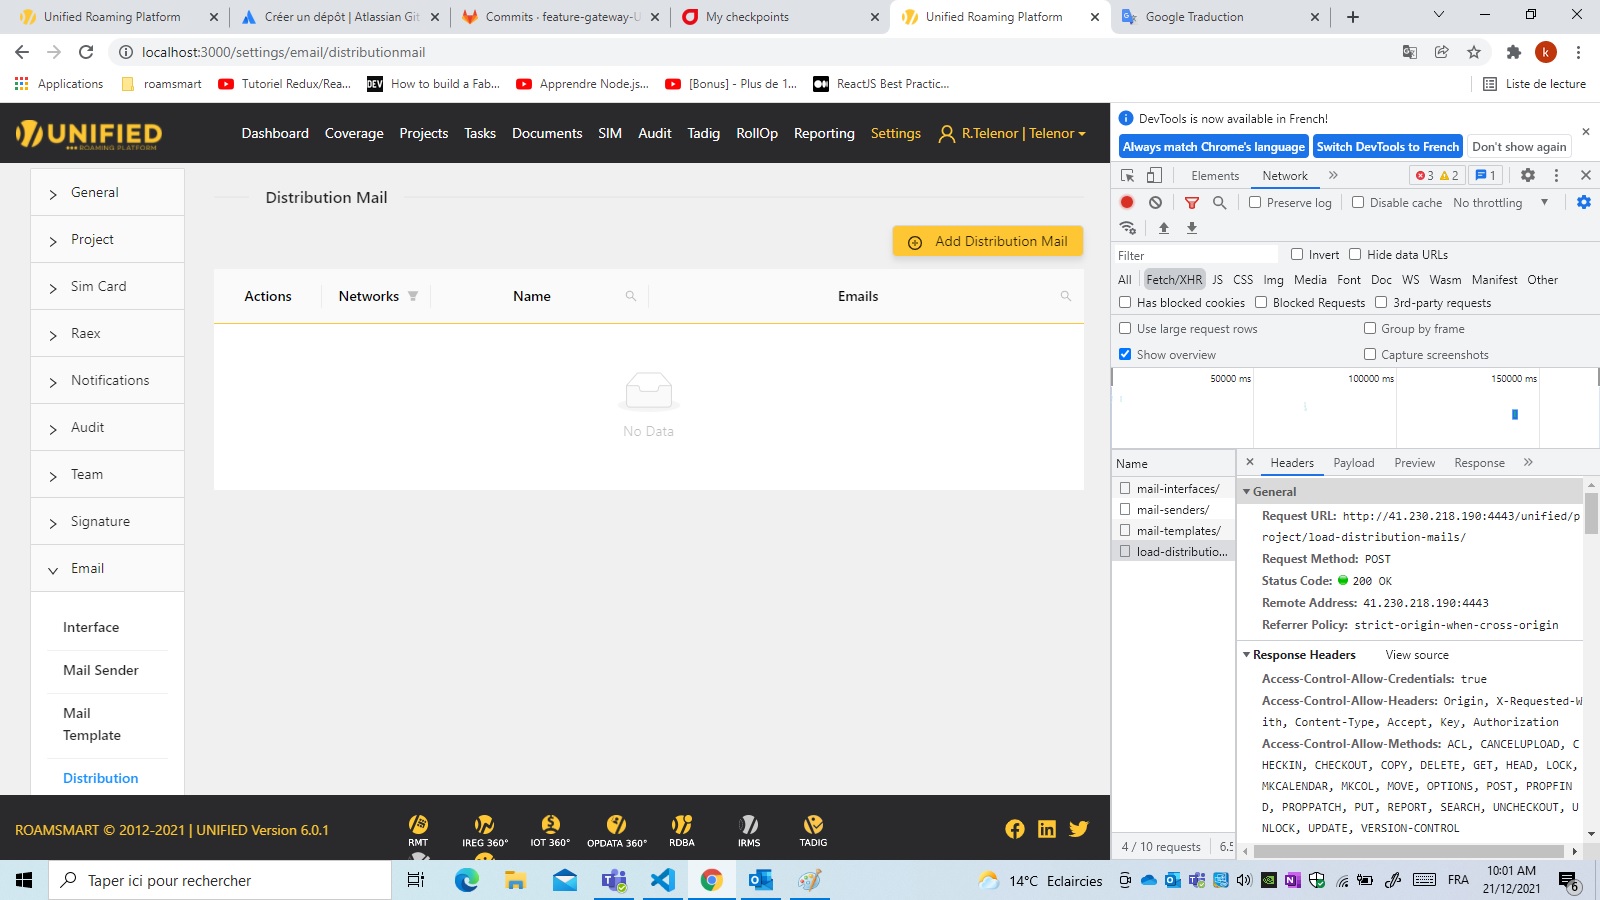 Unified Roaming Platform
Créer un dépôt | Atlassian Git
Commits · feature-gateway-U
My checkpoints
Unified Roaming Platform
Google Traduction
localhost:3000/settings/email/distributionmail
k
Applications
roamsmart
Tutoriel Redux/Rea...
DEV
How to build a Fab...
Apprendre Node.js...
[Bonus] - Plus de 1...
ReactJS Best Practic...
Liste de lecture
UNIFIED
ROAMING PLATFORM
Dashboard Coverage Projects Tasks Documents SIM Audit Tadig RollOp Reporting Settings R.Telenor | Telenor
General
Project
Sim Card
Raex
Notifications
Audit
Team
Signature
Email
Interface
Mail Sender
Mail
Template
Distribution
Distribution Mail
Add Distribution Mail
Actions Networks Name Emails
No Data
ROAMSMART © 2012-2021 | UNIFIED Version 6.0.1
RMT IREG 360° IOT 360° OPDATA 360° RDBA IRMS TADIG
DevTools is now available in French!
Always match Chrome's language Switch DevTools to French Don't show again
Elements Network » 3 2 1
Preserve log Disable cache No throttling
Filter Invert Hide data URLs
All Fetch/XHR JS CSS Img Media Font Doc WS Wasm Manifest Other
Has blocked cookies Blocked Requests 3rd-party requests
Use large request rows Group by frame
Show overview Capture screenshots
50000 ms 100000 ms 150000 ms
Name
mail-interfaces/
mail-senders/
mail-templates/
load-distributio...
4 / 10 requests 6.5
Headers Payload Preview Response »
General
Request URL: http://41.230.218.190:4443/unified/p
roject/load-distribution-mails/
Request Method: POST
Status Code: 200 OK
Remote Address: 41.230.218.190:4443
Referrer Policy: strict-origin-when-cross-origin
Response Headers View source
Access-Control-Allow-Credentials: true
Access-Control-Allow-Headers: Origin, X-Requested-W
ith, Content-Type, Accept, Key, Authorization
Access-Control-Allow-Methods: ACL, CANCELUPLOAD, C
HECKIN, CHECKOUT, COPY, DELETE, GET, HEAD, LOCK,
MKCALENDAR, MKCOL, MOVE, OPTIONS, POST, PROPFIN
D, PROPPATCH, PUT, REPORT, SEARCH, UNCHECKOUT, U
NLOCK, UPDATE, VERSION-CONTROL
Taper ici pour rechercher
14°C Eclaircies
FRA
10:01 AM
21/12/2021
6